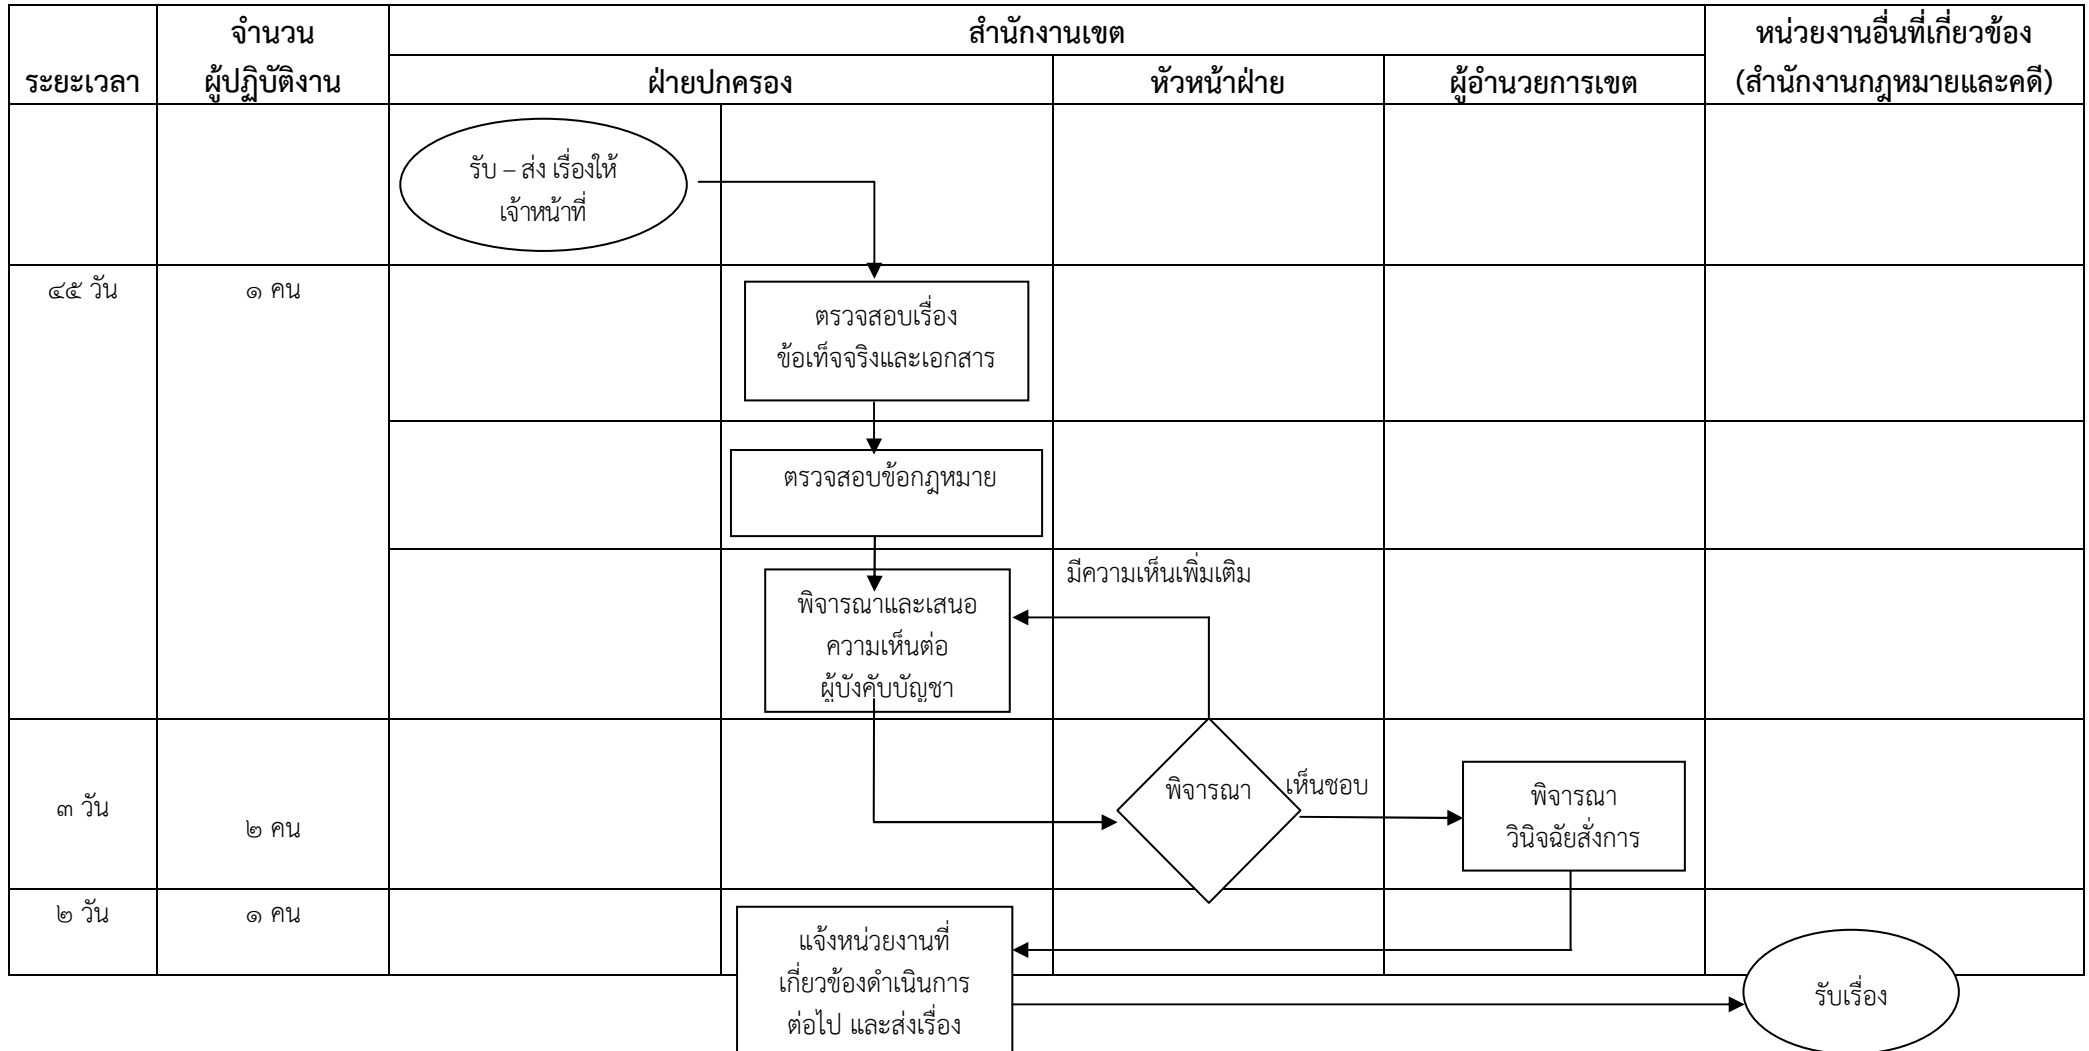 ระยะเวลา
จำนวน
ผู้ปฏิบัติงาน
สำนักงานเขต
หน่วยงานอื่นที่เกี่ยวข้อง
(สำนักงานกฎหมายและคดี)
ฝ่ายปกครอง
หัวหน้าฝ่าย
ผู้อำนวยการเขต
รับ – ส่ง เรื่องให้
เจ้าหน้าที่
๔๕ วัน
๑ คน
ตรวจสอบเรื่อง
ข้อเท็จจริงและเอกสาร
ตรวจสอบข้อกฎหมาย
มีความเห็นเพิ่มเติม
พิจารณาและเสนอ
ความเห็นต่อ
ผู้บังคับบัญชา
๓ วัน
๒ คน
พิจารณา
เห็นชอบ
พิจารณา
วินิจฉัยสั่งการ
๒ วัน
๑ คน
แจ้งหน่วยงานที่
เกี่ยวข้องดำเนินการ
ต่อไป และส่งเรื่อง
รับเรื่อง